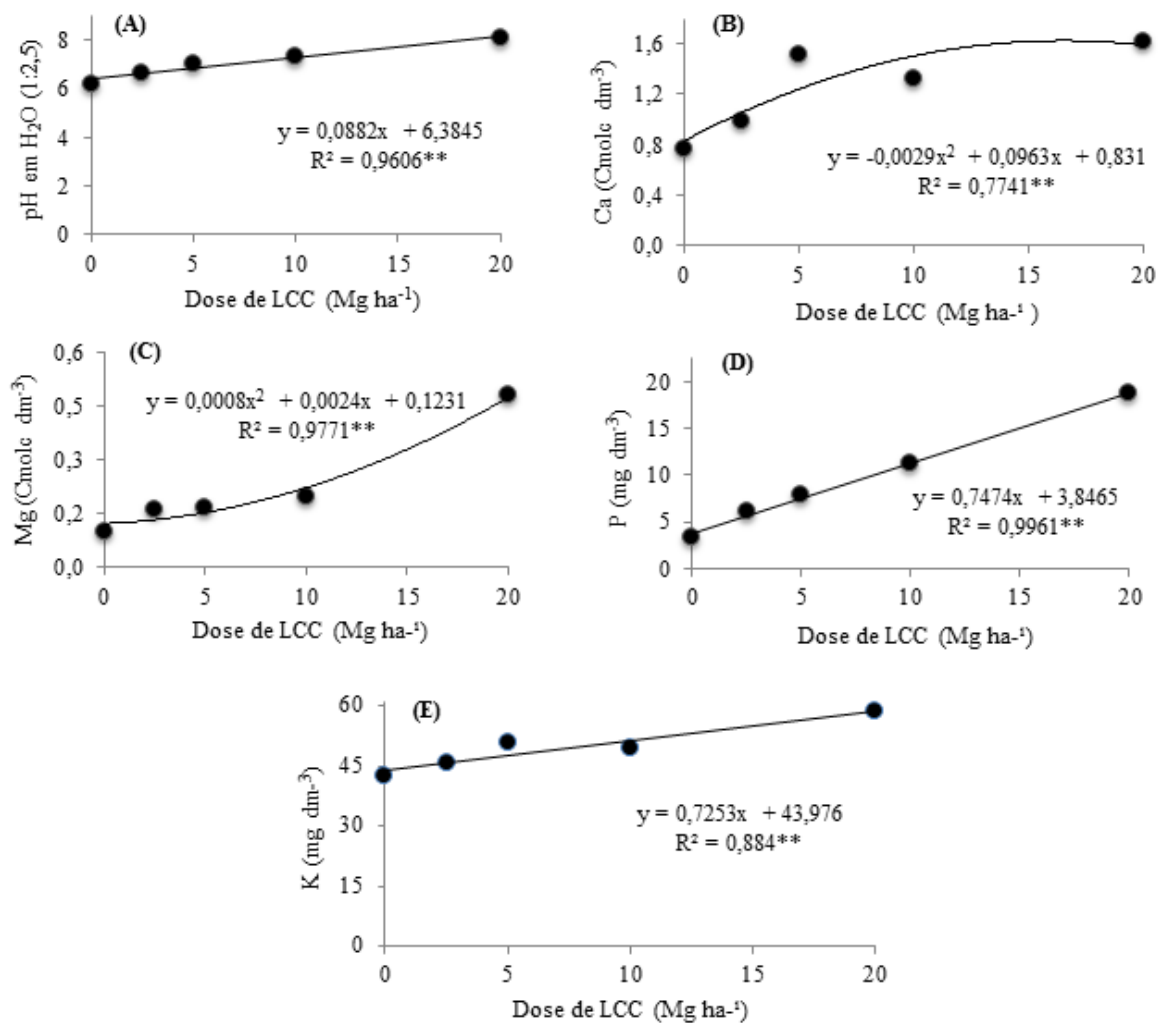 (A)
8
6
4
2
0
pH em H₂O (1:2,5)
y = 0,0882x + 6,3845
R² = 0,9606**
0 5 10 15 20
Dose de LCC (Mg ha⁻¹)
(B)
1,6
1,2
0,8
0,4
0,0
Ca (Cmolc dm⁻³)
y = -0,0029x² + 0,0963x + 0,831
R² = 0,7741**
0 5 10 15 20
Dose de LCC (Mg ha-¹ )
(C)
0,6
0,5
0,3
0,2
0,0
Mg (Cmolc dm⁻³)
y = 0,0008x² + 0,0024x + 0,1231
R² = 0,9771**
0 5 10 15 20
Dose de LCC (Mg ha-¹)
(D)
20
15
10
5
0
P (mg dm⁻³)
y = 0,7474x + 3,8465
R² = 0,9961**
0 5 10 15 20
Dose de LCC (Mg ha-¹)
(E)
60
45
30
15
0
K (mg dm-³)
y = 0,7253x + 43,976
R² = 0,884**
0 5 10 15 20
Dose de LCC (Mg ha-¹)